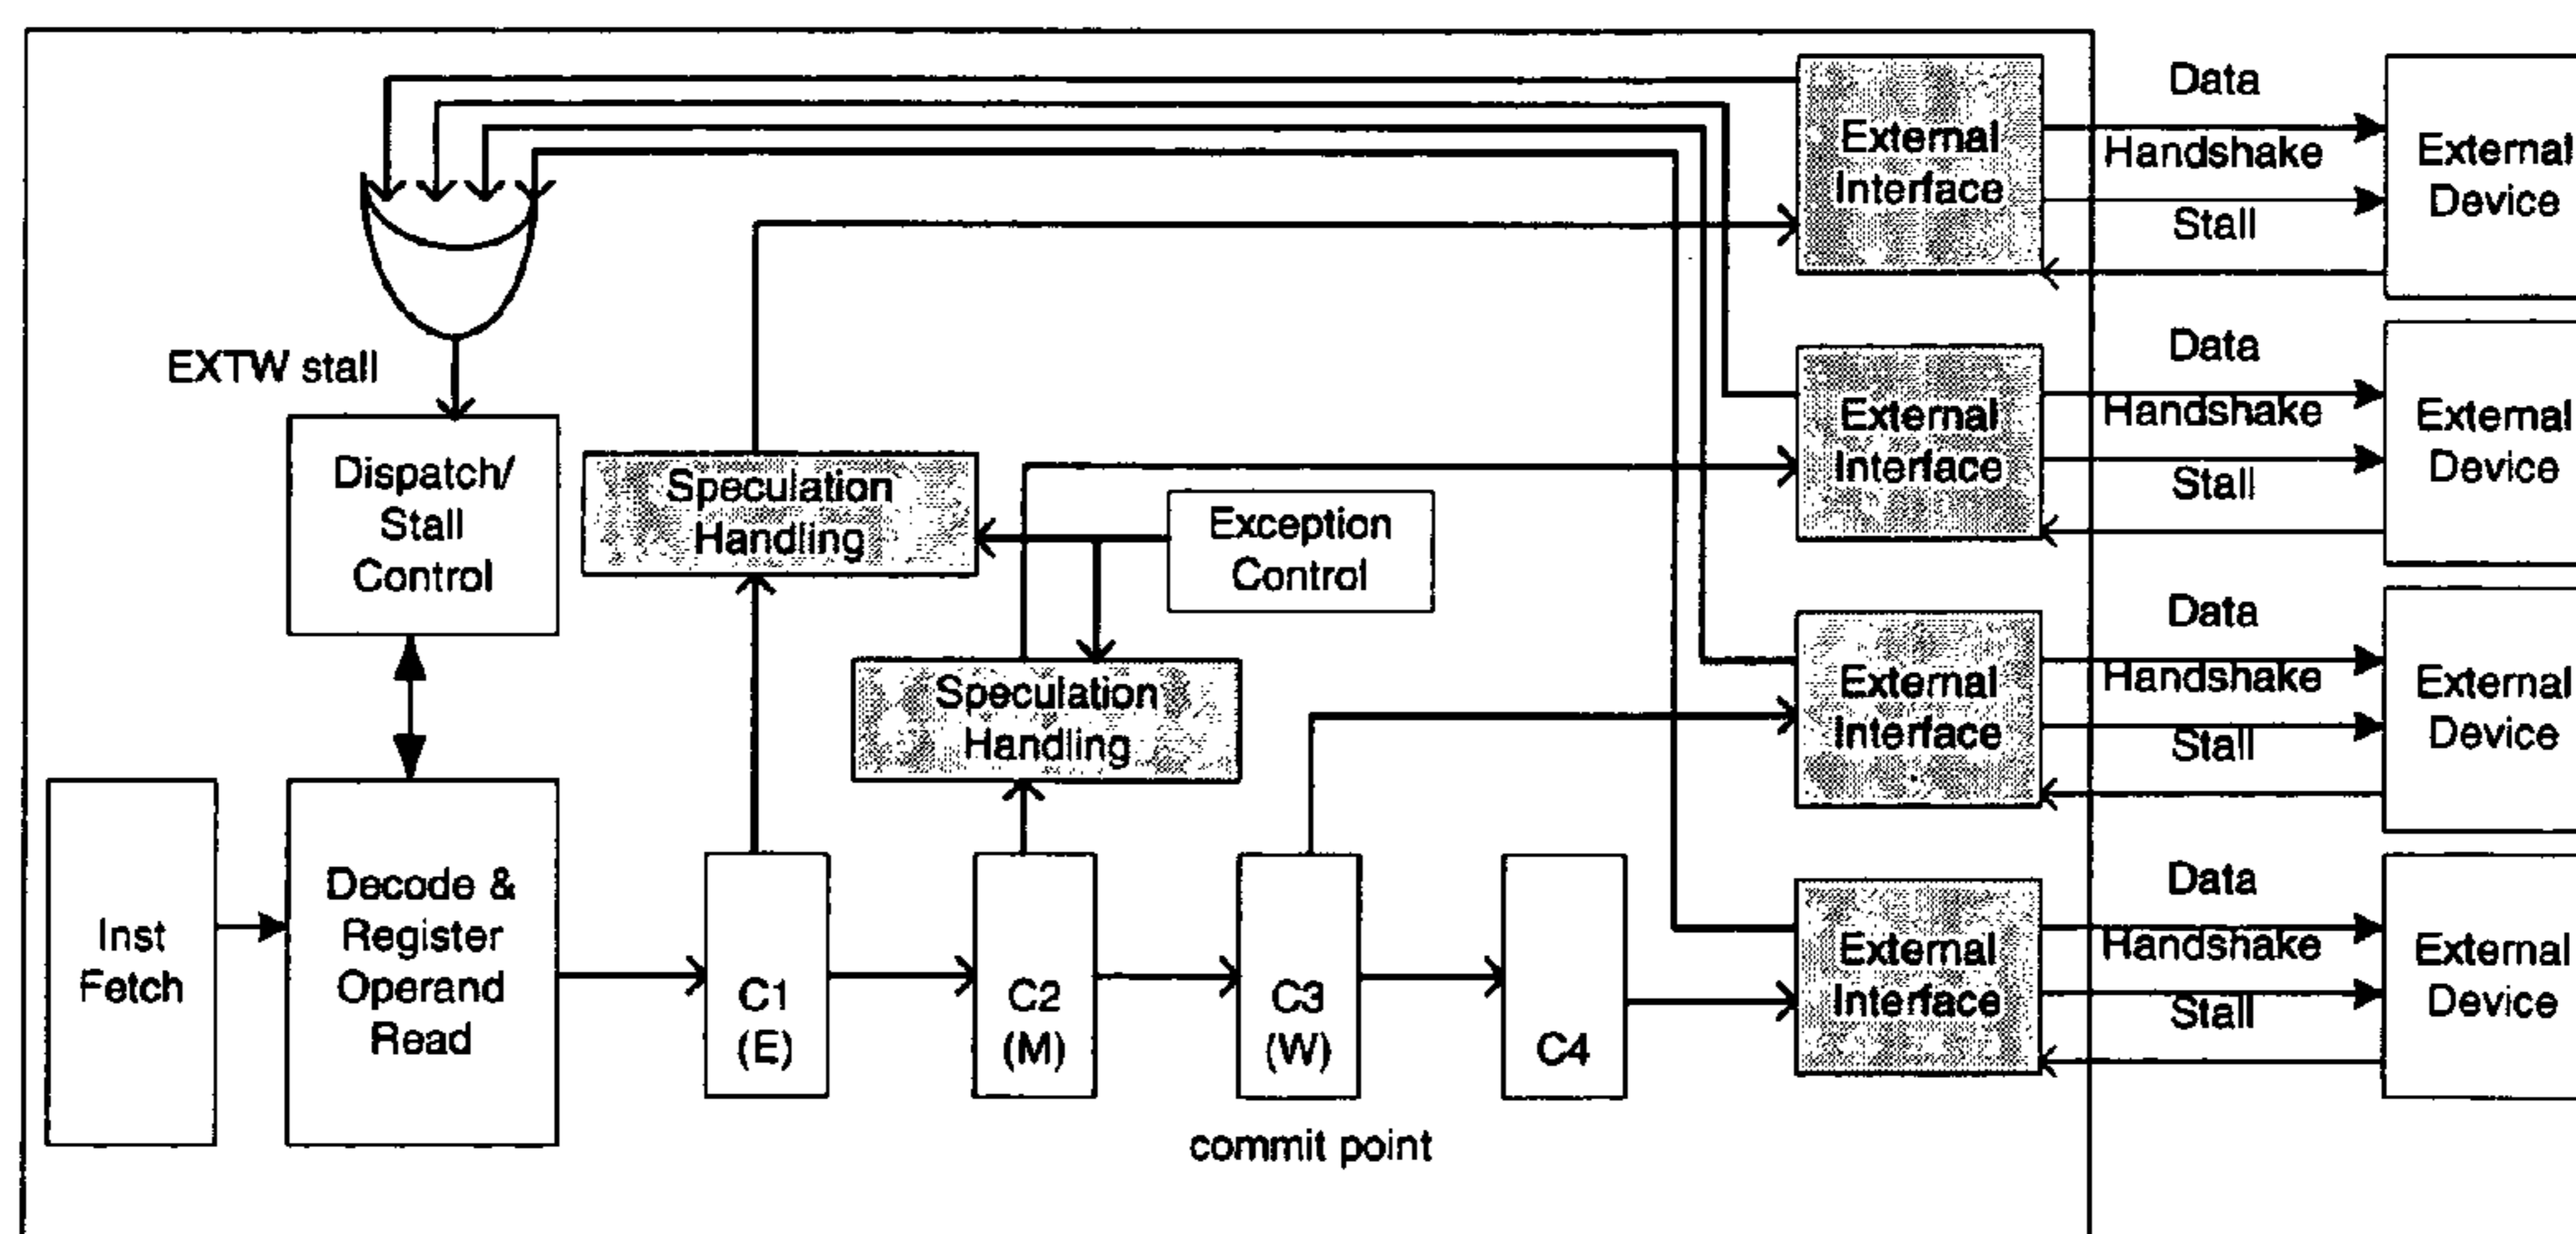 Data
External
Interface
Handshake
External
Device
Stall
EXTW stall
Data
External
Interface
Handshake
External
Device
Stall
Dispatch/
Stall
Control
Speculation
Handling
Exception
Control
Data
External
Interface
Handshake
External
Device
Stall
Speculation
Handling
Inst
Fetch
Decode &
Register
Operand
Read
C1
(E)
C2
(M)
C3
(W)
C4
Data
External
Interface
Handshake
External
Device
Stall
commit point